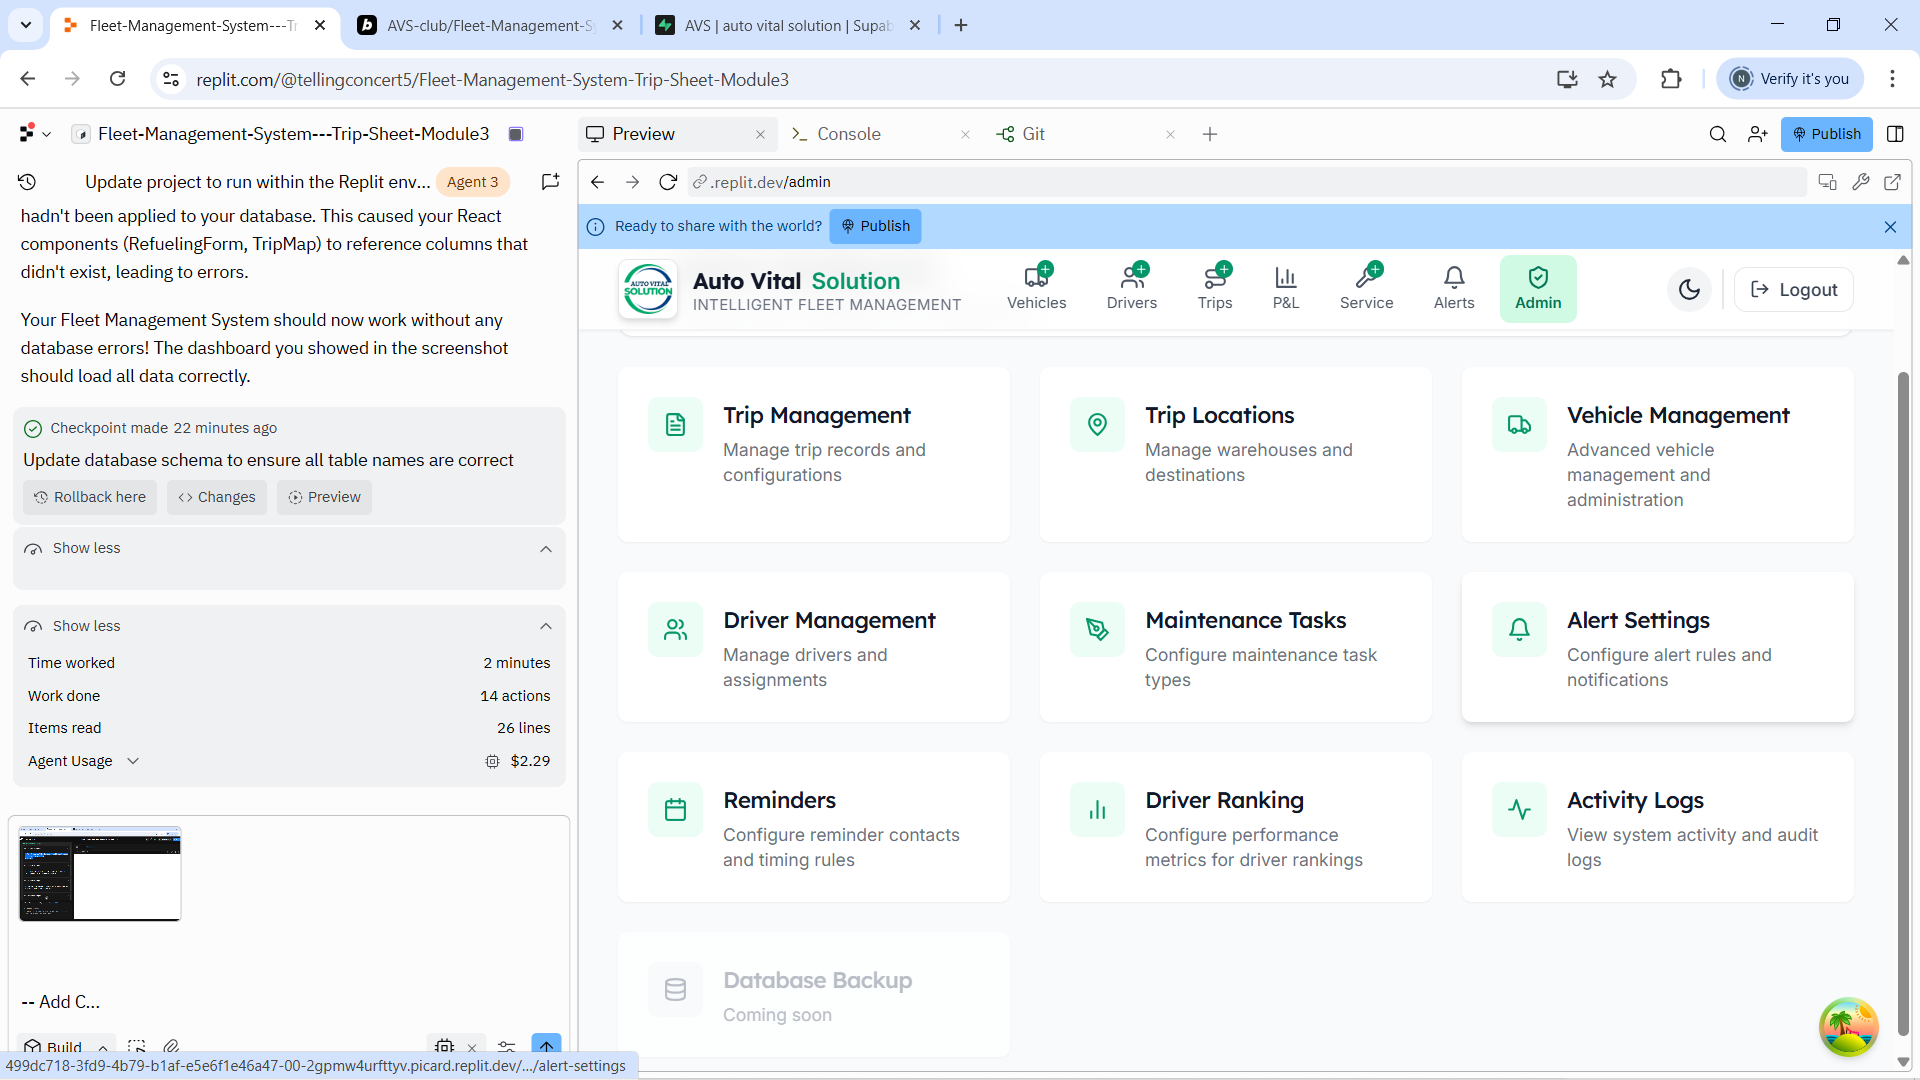 Fleet-Management-System---Tr
AVS-club/Fleet-Management-S
AVS | auto vital solution | Supab
replit.com/@tellingconcert5/Fleet-Management-System-Trip-Sheet-Module3
N
Verify it's you
Fleet-Management-System---Trip-Sheet-Module3
Preview
Console
Git
Publish
Update project to run within the Replit env...
Agent 3
hadn't been applied to your database. This caused your React
components (RefuelingForm, TripMap) to reference columns that
didn't exist, leading to errors.
Your Fleet Management System should now work without any
database errors! The dashboard you showed in the screenshot
should load all data correctly.
Checkpoint made 22 minutes ago
Update database schema to ensure all table names are correct
Rollback here
Changes
Preview
Show less
Show less
Time worked
2 minutes
Work done
14 actions
Items read
26 lines
Agent Usage
$2.29
-- Add C...
Build
499dc718-3fd9-4b79-b1af-e5e6f1e46a47-00-2gpmw4urfttyv.picard.replit.dev/.../alert-settings
.replit.dev/admin
Ready to share with the world?
Publish
AUTO VITAL
SOLUTION
Auto Vital Solution
INTELLIGENT FLEET MANAGEMENT
Vehicles
Drivers
Trips
P&L
Service
Alerts
Admin
Logout
Trip Management
Manage trip records and
configurations
Trip Locations
Manage warehouses and
destinations
Vehicle Management
Advanced vehicle
management and
administration
Driver Management
Manage drivers and
assignments
Maintenance Tasks
Configure maintenance task
types
Alert Settings
Configure alert rules and
notifications
Reminders
Configure reminder contacts
and timing rules
Driver Ranking
Configure performance
metrics for driver rankings
Activity Logs
View system activity and audit
logs
Database Backup
Coming soon